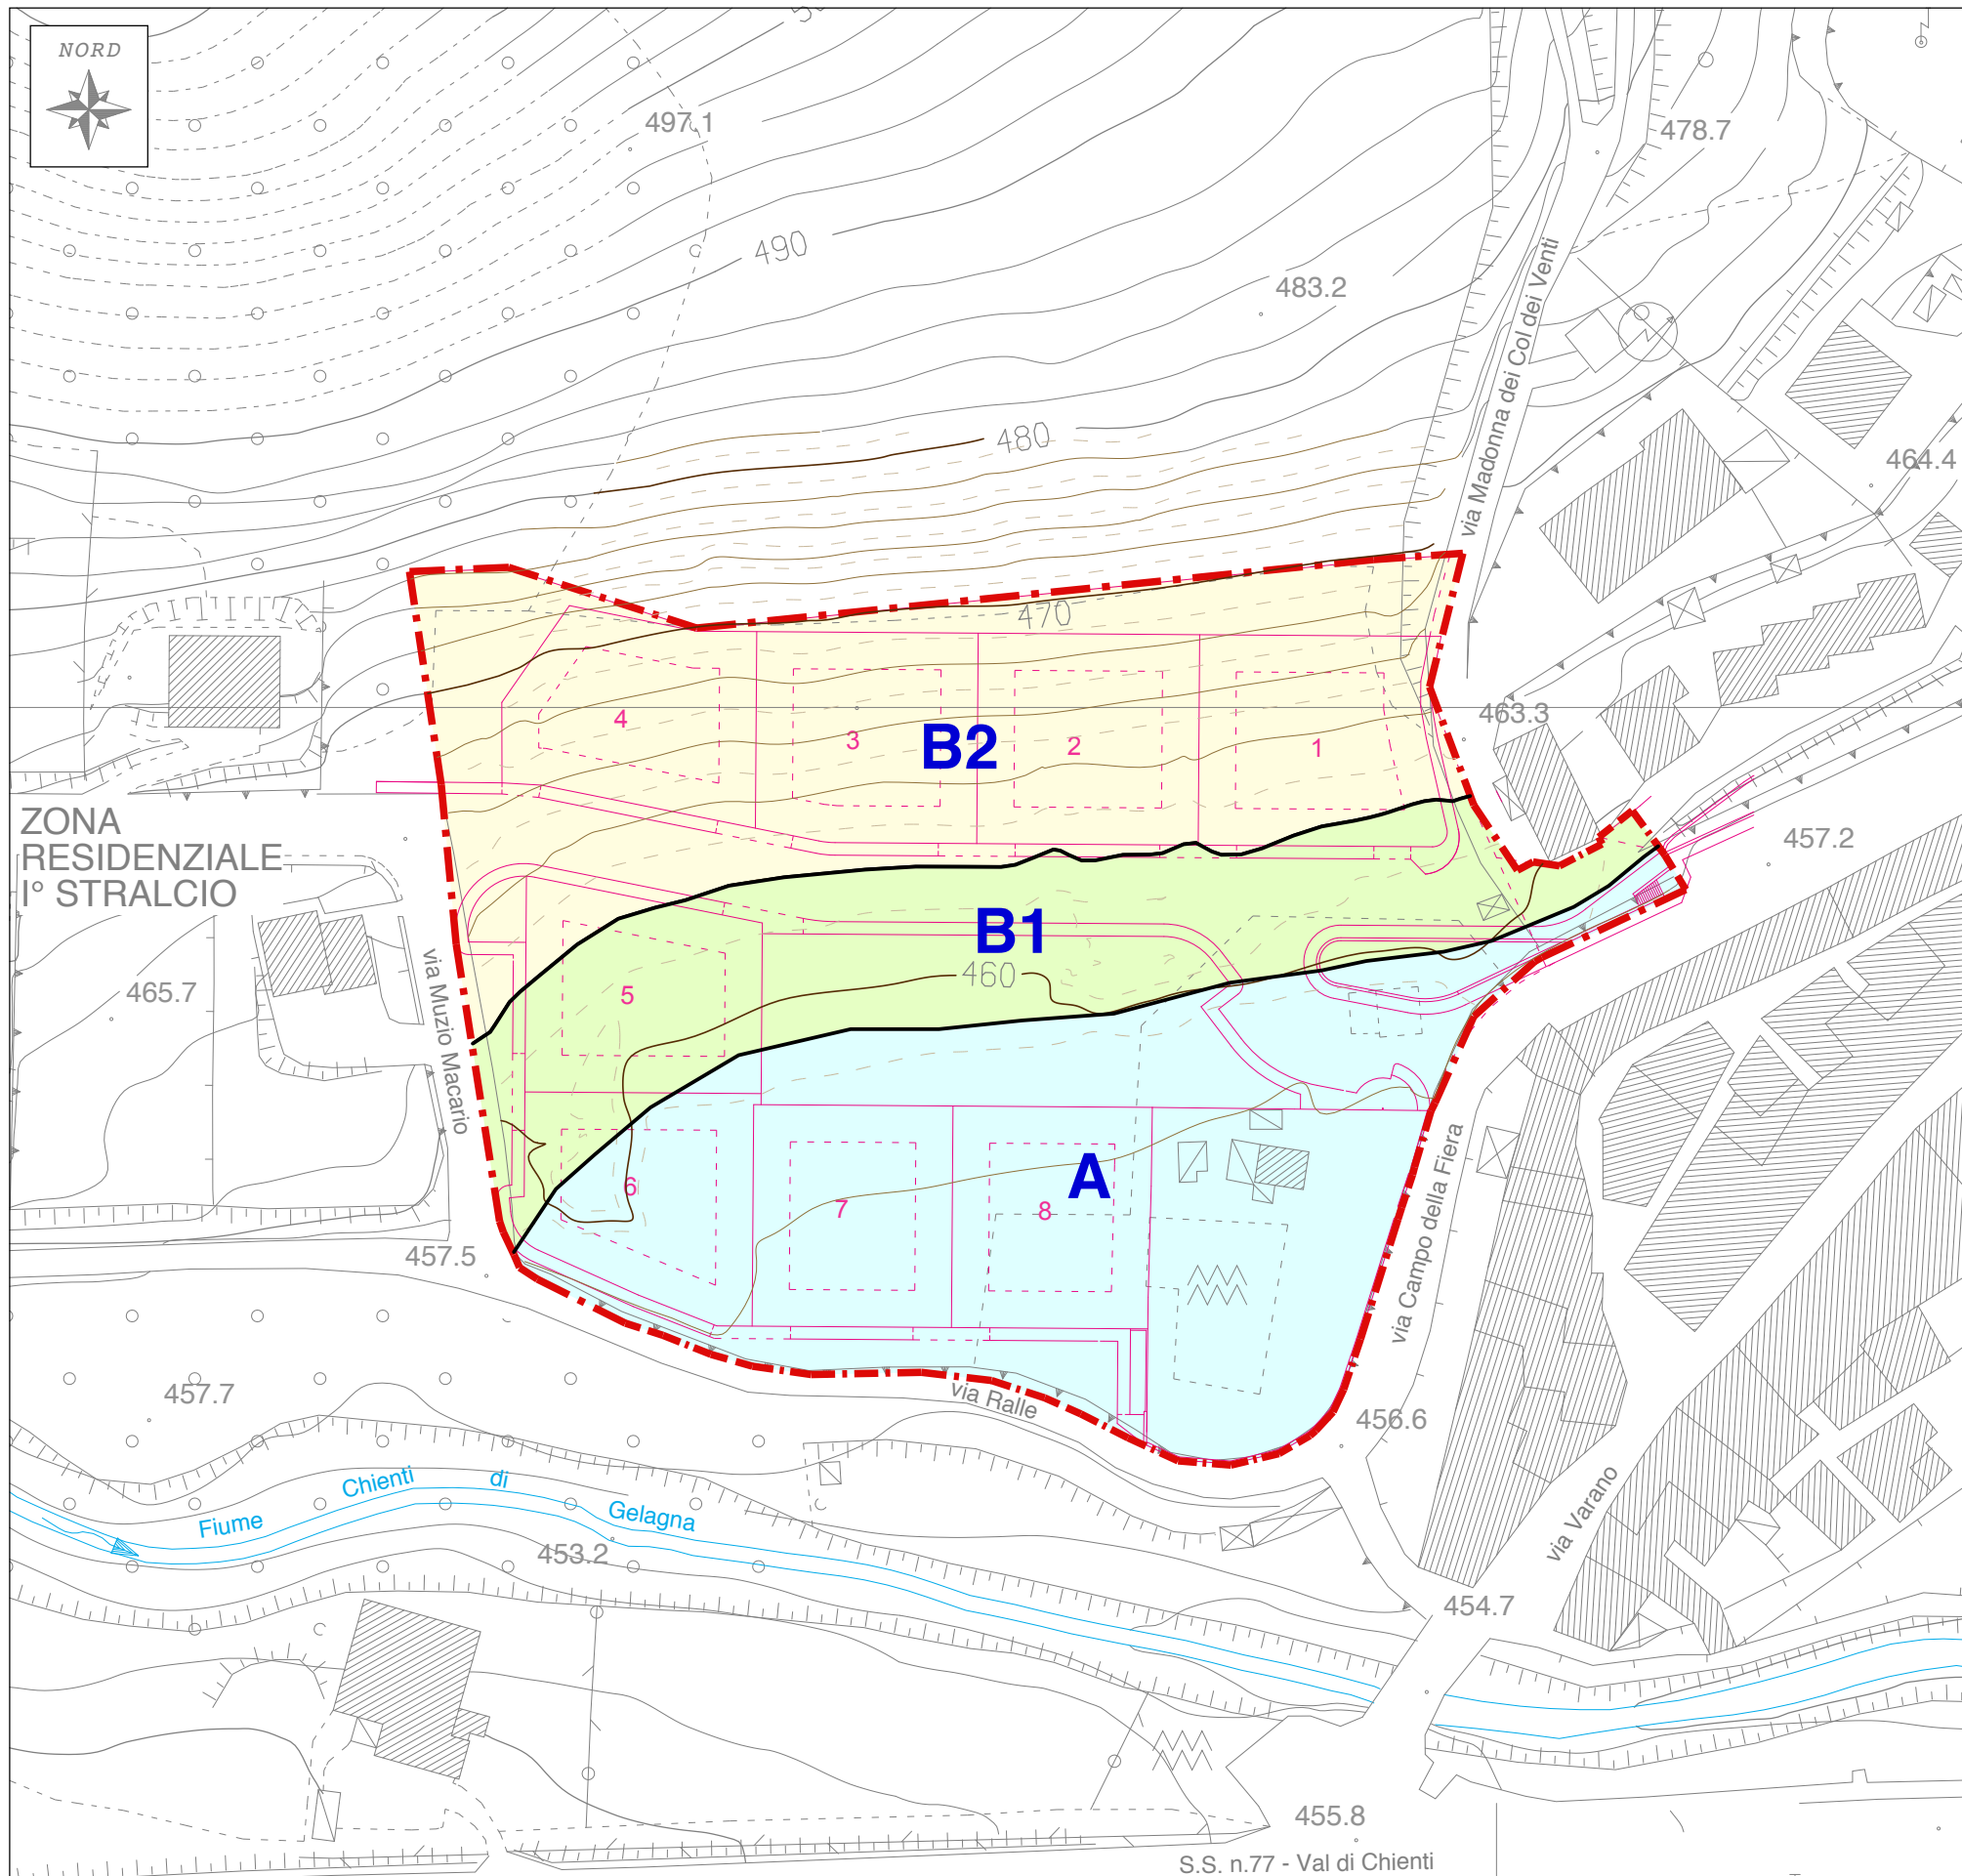 NORD
497.1
478.7
490
483.2
via Madonna dei Col dei Venti
480
464.4
470
463.3
4
3
B2
2
1
ZONA
RESIDENZIALE
I° STRALCIO
457.2
B1
460
5
465.7
via Muzio Macario
6
7
8
A
via Campo della Fiera
457.5
457.7
via Ralle
456.6
Fiume Chienti di Gelagna
453.2
via Varano
454.7
455.8
S.S. n.77 - Val di Chienti